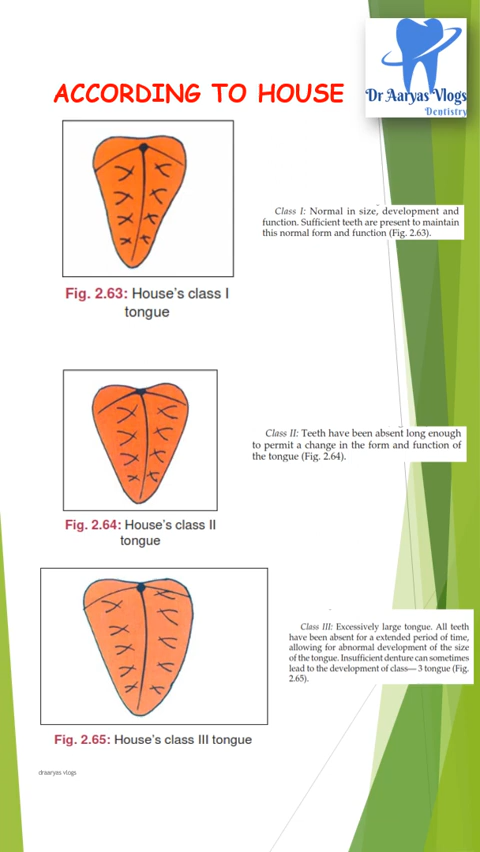 ACCORDING TO HOUSE
Dr Aaryas Vlogs
Dentistry
Class I: Normal in size, development and
function. Sufficient teeth are present to maintain
this normal form and function (Fig. 2.63).
Fig. 2.63: House's class I
tongue
Class II: Teeth have been absent long enough
to permit a change in the form and function of
the tongue (Fig. 2.64).
Fig. 2.64: House's class II
tongue
Class III: Excessively large tongue. All teeth
have been absent for a extended period of time,
allowing for abnormal development of the size
of the tongue. Insufficient denture can sometimes
lead to the development of class—3 tongue (Fig.
2.65).
Fig. 2.65: House's class III tongue
draaryas vlogs